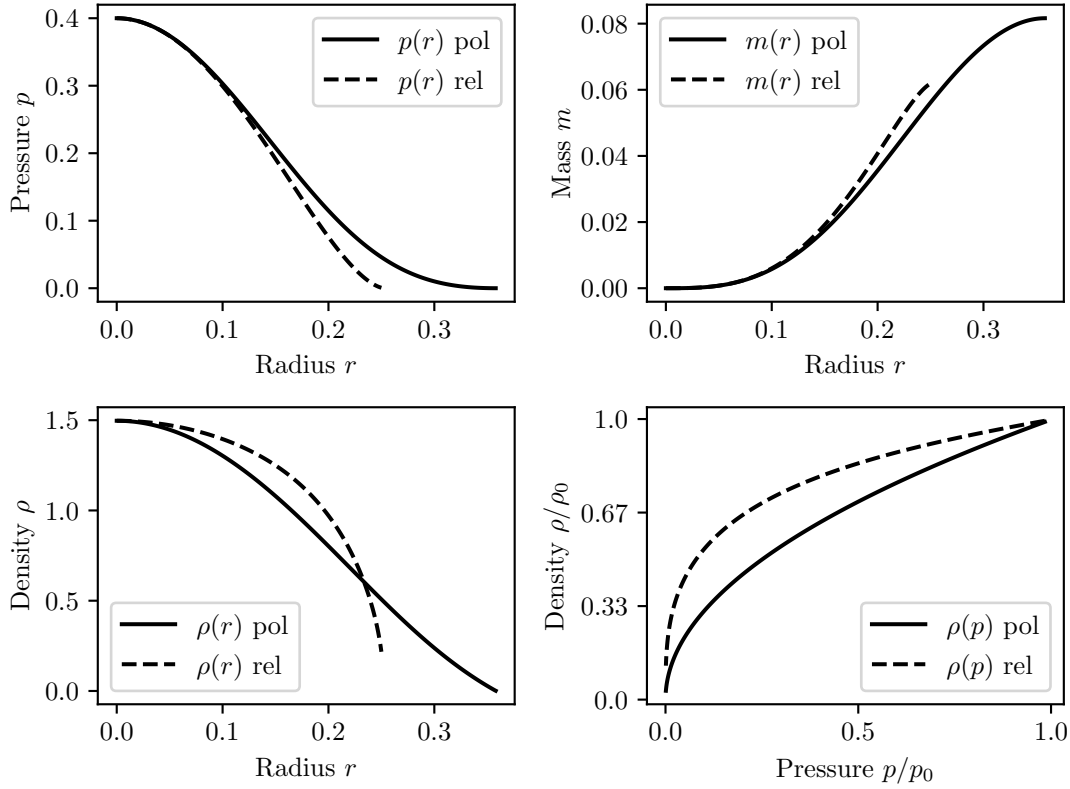 0.4
0.3
0.2
0.1
0.0
Pressure p
p(r) pol
p(r) rel
0.0 0.1 0.2 0.3
Radius r
0.08
0.06
0.04
0.02
0.00
Mass m
m(r) pol
m(r) rel
0.0 0.1 0.2 0.3
Radius r
1.5
1.0
0.5
0.0
Density ρ
ρ(r) pol
ρ(r) rel
0.0 0.1 0.2 0.3
Radius r
1.0
0.67
0.33
0.0
Density ρ/ρ₀
ρ(p) pol
ρ(p) rel
0.0 0.5 1.0
Pressure p/p₀